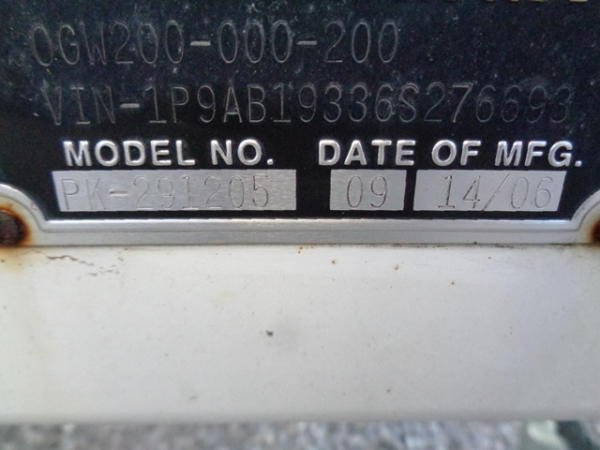 OGW200-000-200
VIN-1P9AB19336S276693
MODEL NO. DATE OF MFG.
PK-291205 09 14/06